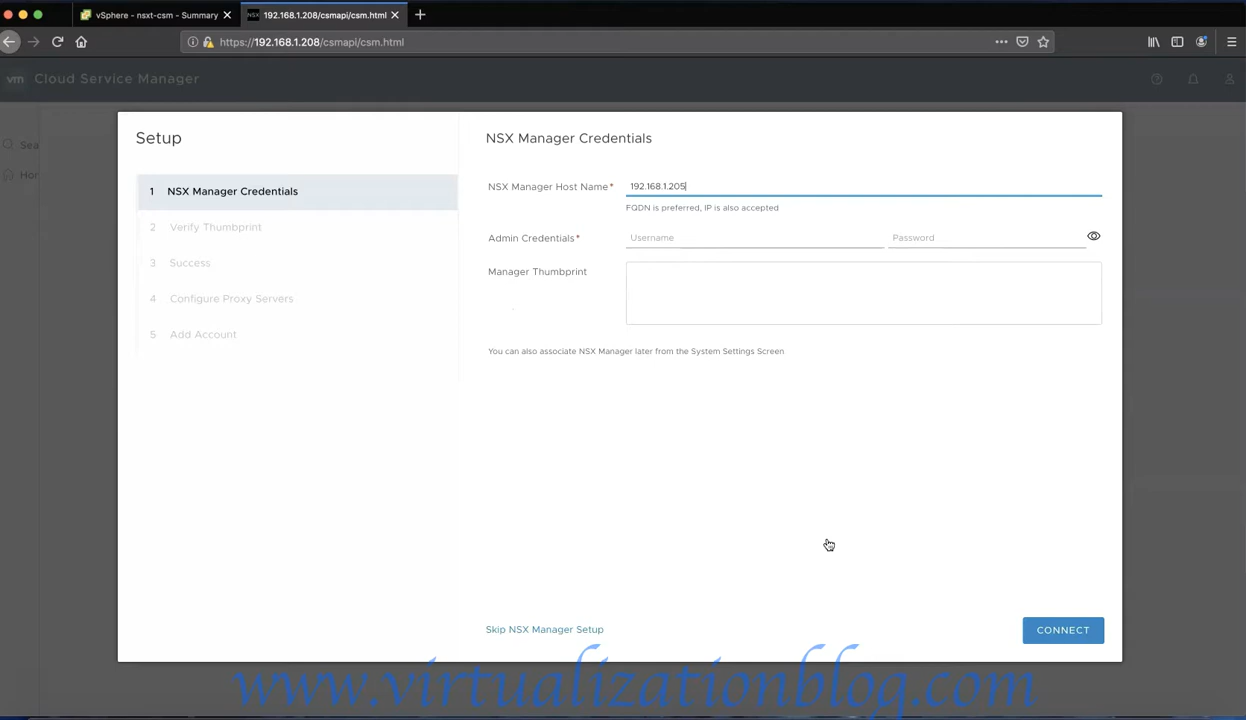 vSphere - nsxt-csm - Summary
NSX 192.168.1.208/csmapi/csm.html
https://192.168.1.208/csmapi/csm.html
vm Cloud Service Manager
Sea
Hor
Setup
1 NSX Manager Credentials
2 Verify Thumbprint
3 Success
4 Configure Proxy Servers
5 Add Account
NSX Manager Credentials
NSX Manager Host Name* 192.168.1.205
FQDN is preferred, IP is also accepted
Admin Credentials* Username Password
Manager Thumbprint
You can also associate NSX Manager later from the System Settings Screen
Skip NSX Manager Setup
CONNECT
www.virtualizationblog.com